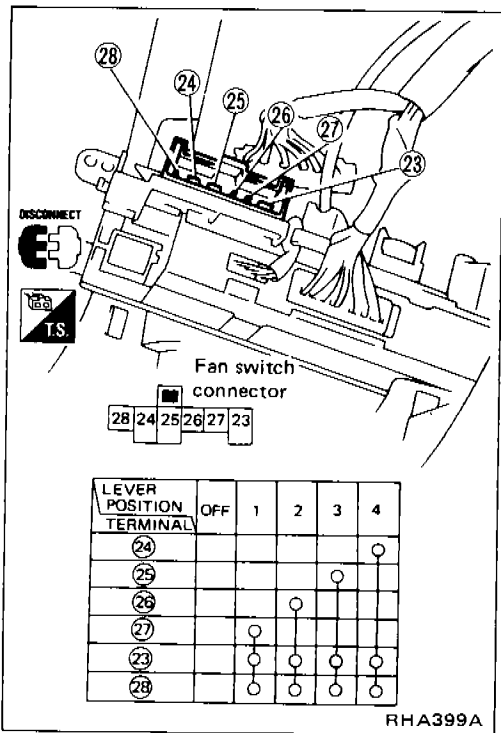 28
24
25
26
27
23
DISCONNECT
T.S.
Fan switch
connector
28 24 25 26 27 23
LEVER POSITION
TERMINAL
OFF 1 2 3 4
24
25
26
27
23
28
RHA399A